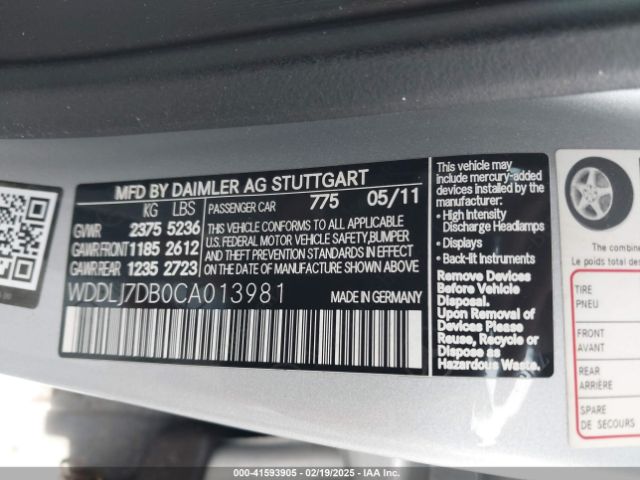 MFD BY DAIMLER AG STUTTGART
KG LBS
GVWR 2375 5236
GAWR FRONT 1185 2612
GAWR REAR 1235 2723
PASSENGER CAR 775 05/11
THIS VEHICLE CONFORMS TO ALL APPLICABLE
U.S. FEDERAL MOTOR VEHICLE SAFETY, BUMPER
AND THEFT PREVENTION STANDARDS IN EFFECT
ON THE DATE OF MANUFACTURE SHOWN ABOVE.
WDDLJ7DB0CA013981
MADE IN GERMANY
This vehicle may
include mercury-added
devices installed by the
manufacturer:
• High Intensity
Discharge Headlamps
• Displays
• Back-lit Instruments
Remove Devices
Before Vehicle
Disposal.
Upon Removal of
Devices Please
Reuse, Recycle or
Dispose as
Hazardous Waste.
The combine
Le poids total des
TIRE
PNEU
FRONT
AVANT
REAR
ARRIÈRE
SPARE
DE SECOURS
000-41593905 - 02/19/2025 - IAA Inc.